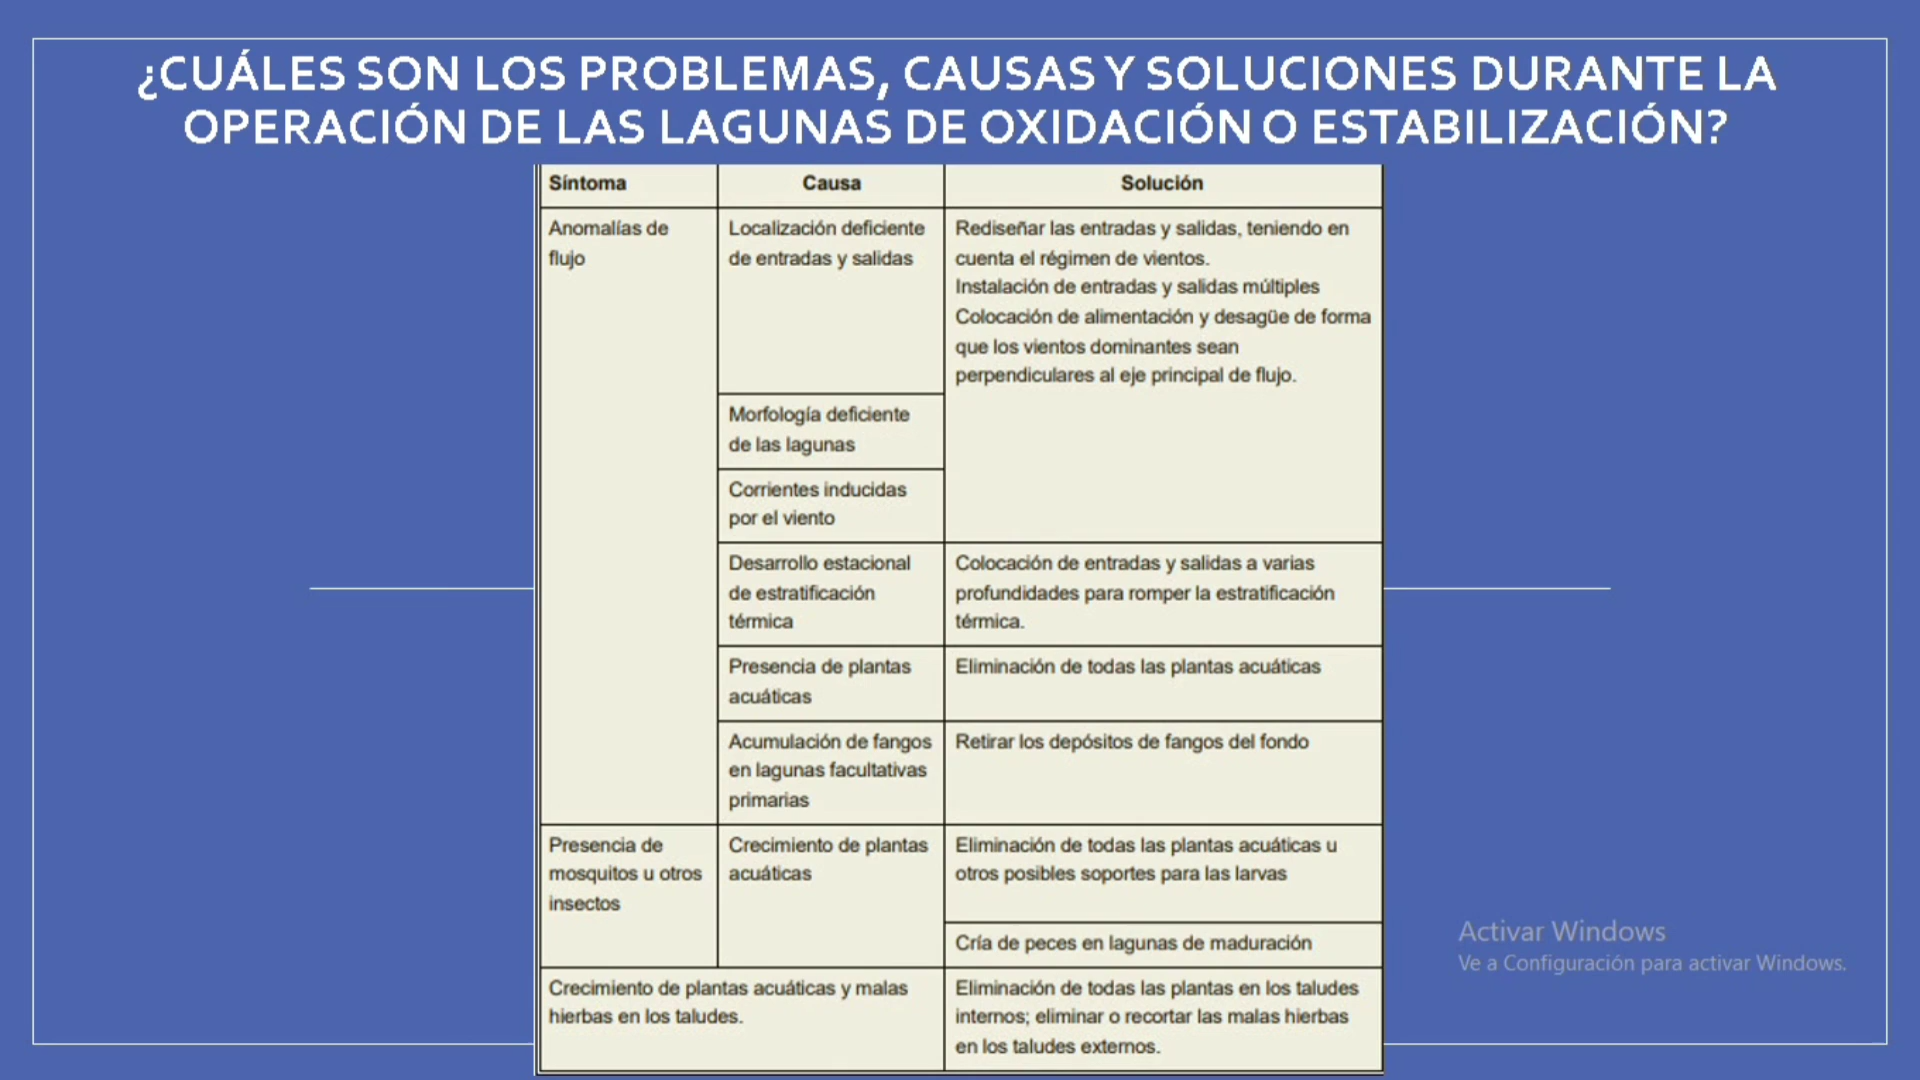 ¿CUÁLES SON LOS PROBLEMAS, CAUSAS Y SOLUCIONES DURANTE LA
OPERACIÓN DE LAS LAGUNAS DE OXIDACIÓN O ESTABILIZACIÓN?
Síntoma
Causa
Solución
Anomalías de
flujo
Localización deficiente
de entradas y salidas
Rediseñar las entradas y salidas, teniendo en
cuenta el régimen de vientos.
Instalación de entradas y salidas múltiples
Colocación de alimentación y desagüe de forma
que los vientos dominantes sean
perpendiculares al eje principal de flujo.
Morfología deficiente
de las lagunas
Corrientes inducidas
por el viento
Desarrollo estacional
de estratificación
térmica
Colocación de entradas y salidas a varias
profundidades para romper la estratificación
térmica.
Presencia de plantas
acuáticas
Eliminación de todas las plantas acuáticas
Acumulación de fangos
en lagunas facultativas
primarias
Retirar los depósitos de fangos del fondo
Presencia de
mosquitos u otros
insectos
Crecimiento de plantas
acuáticas
Eliminación de todas las plantas acuáticas u
otros posibles soportes para las larvas
Cría de peces en lagunas de maduración
Crecimiento de plantas acuáticas y malas
hierbas en los taludes.
Eliminación de todas las plantas en los taludes
internos; eliminar o recortar las malas hierbas
en los taludes externos.
Activar Windows
Ve a Configuración para activar Windows.